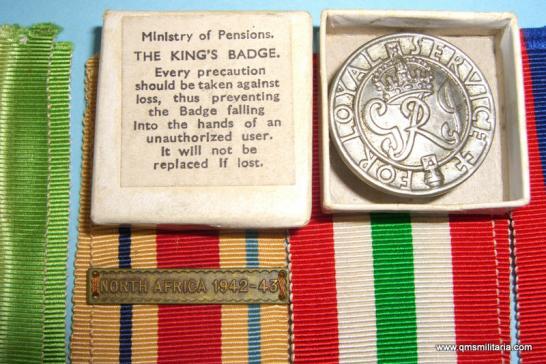 Ministry of Pensions.
THE KING'S BADGE.
Every precaution
should be taken against
loss, thus preventing
the Badge falling
into the hands of an
unauthorized user.
It will not be
replaced if lost.
FOR LOYAL SERVICE
GRI
NORTH AFRICA 1942-43
www.qmsmilitaria.com